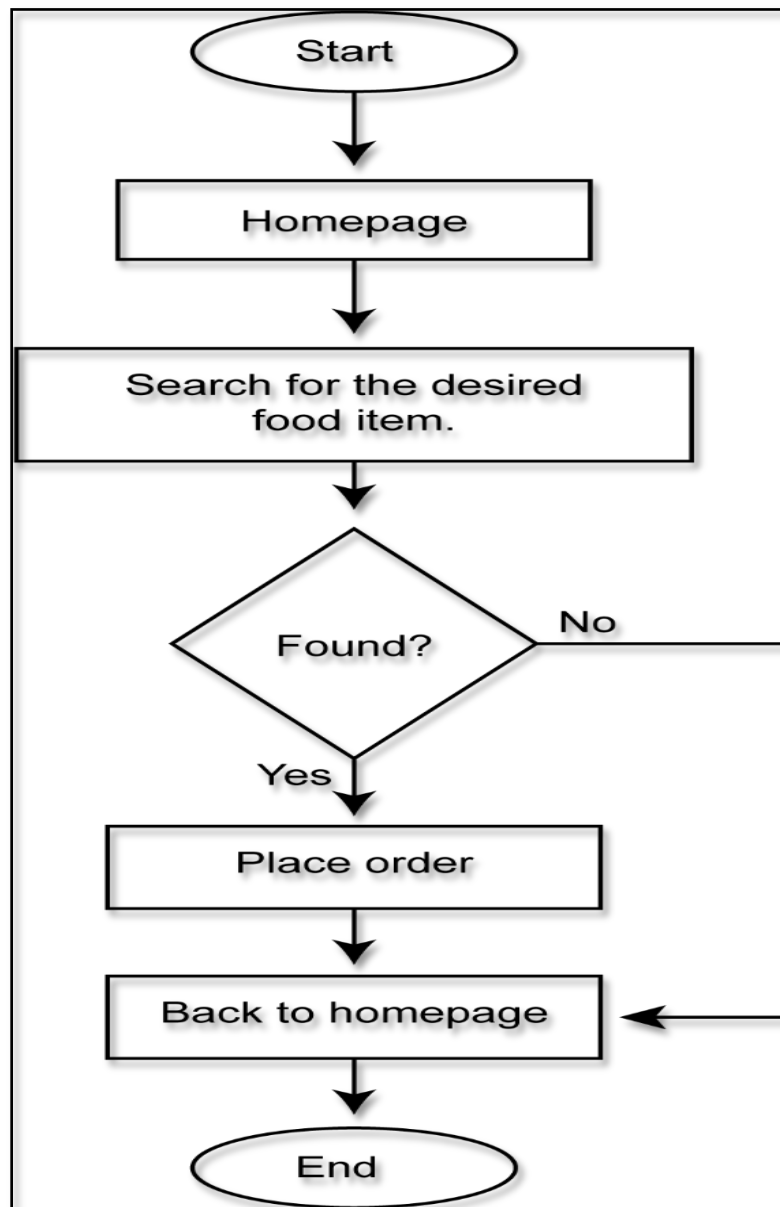 Start
Homepage
Search for the desired
food item.
Found?
No
Yes
Place order
Back to homepage
End